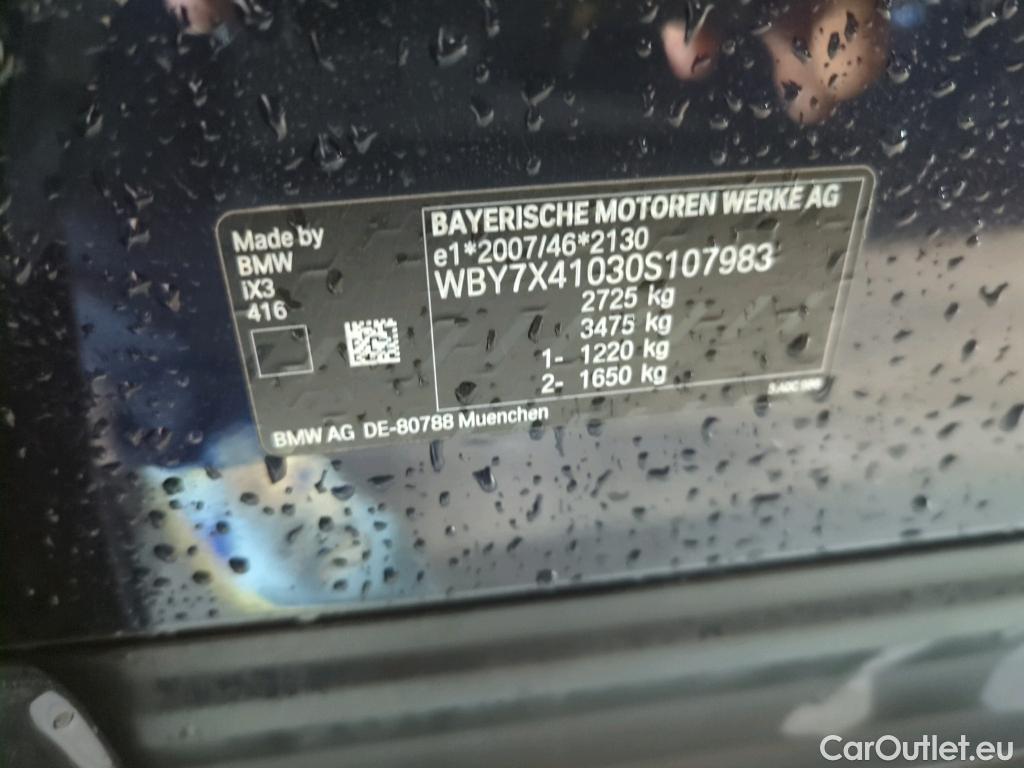 Made by
BMW
iX3
416
BAYERISCHE MOTOREN WERKE AG
e1*2007/46*2130
WBY7X41030S107983
2725 kg
3475 kg
1- 1220 kg
2- 1650 kg
BMW AG DE-80788 Muenchen
CarOutlet.eu